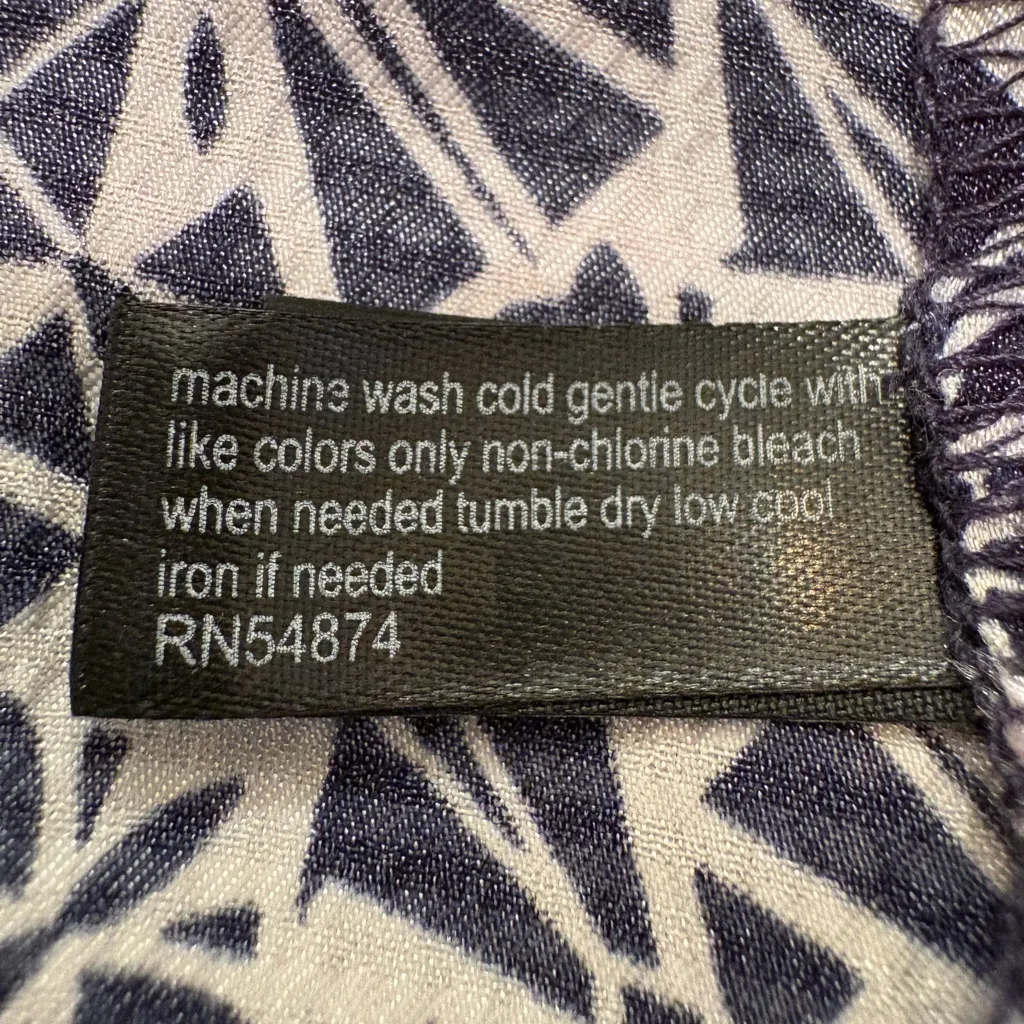 machine wash cold gentle cycle with
like colors only non-chlorine bleach
when needed tumble dry low cool
iron if needed
RN54874